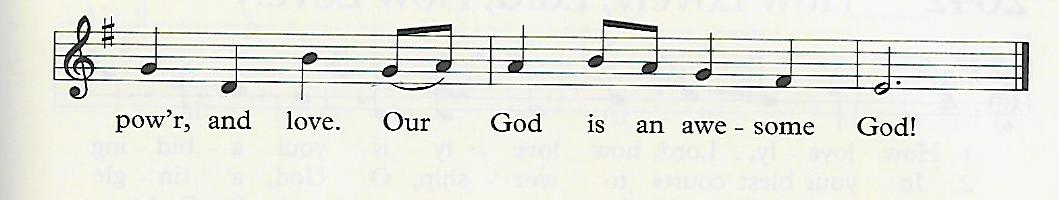 pow'r, and love. Our God is an awe - some God!